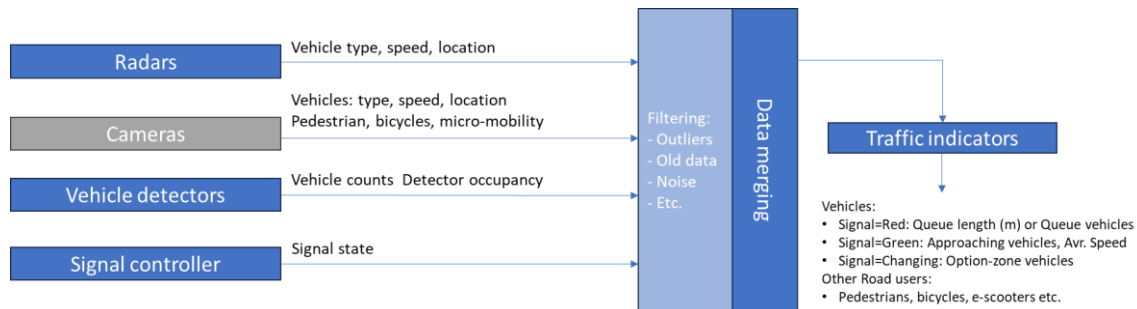 Radars
Vehicle type, speed, location
Cameras
Vehicles: type, speed, location
Pedestrian, bicycles, micro-mobility
Vehicle detectors
Vehicle counts  Detector occupancy
Signal controller
Signal state
Filtering:
- Outliers
- Old data
- Noise
- Etc.
Data merging
Traffic indicators
Vehicles:
• Signal=Red: Queue length (m) or Queue vehicles
• Signal=Green: Approaching vehicles, Avr. Speed
• Signal=Changing: Option-zone vehicles
Other Road users:
• Pedestrians, bicycles, e-scooters etc.